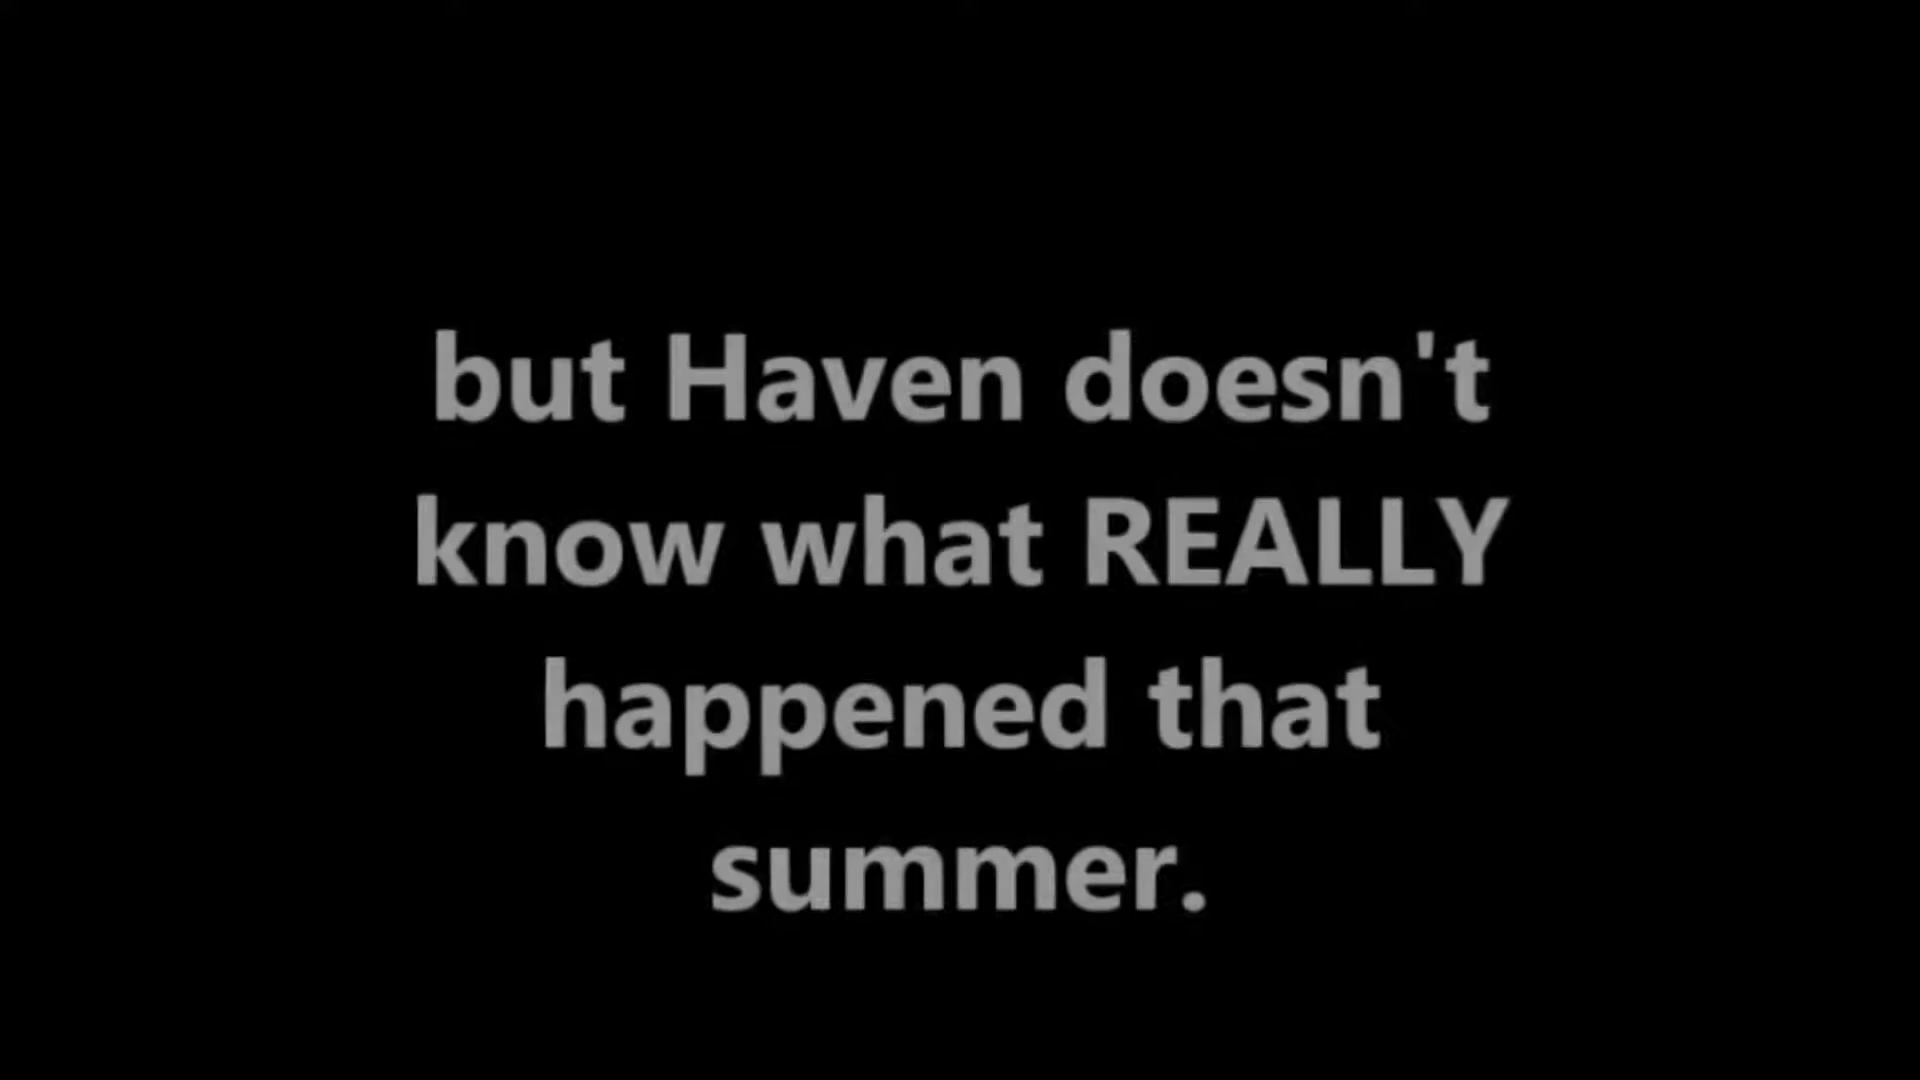 but Haven doesn't
know what REALLY
happened that
summer.